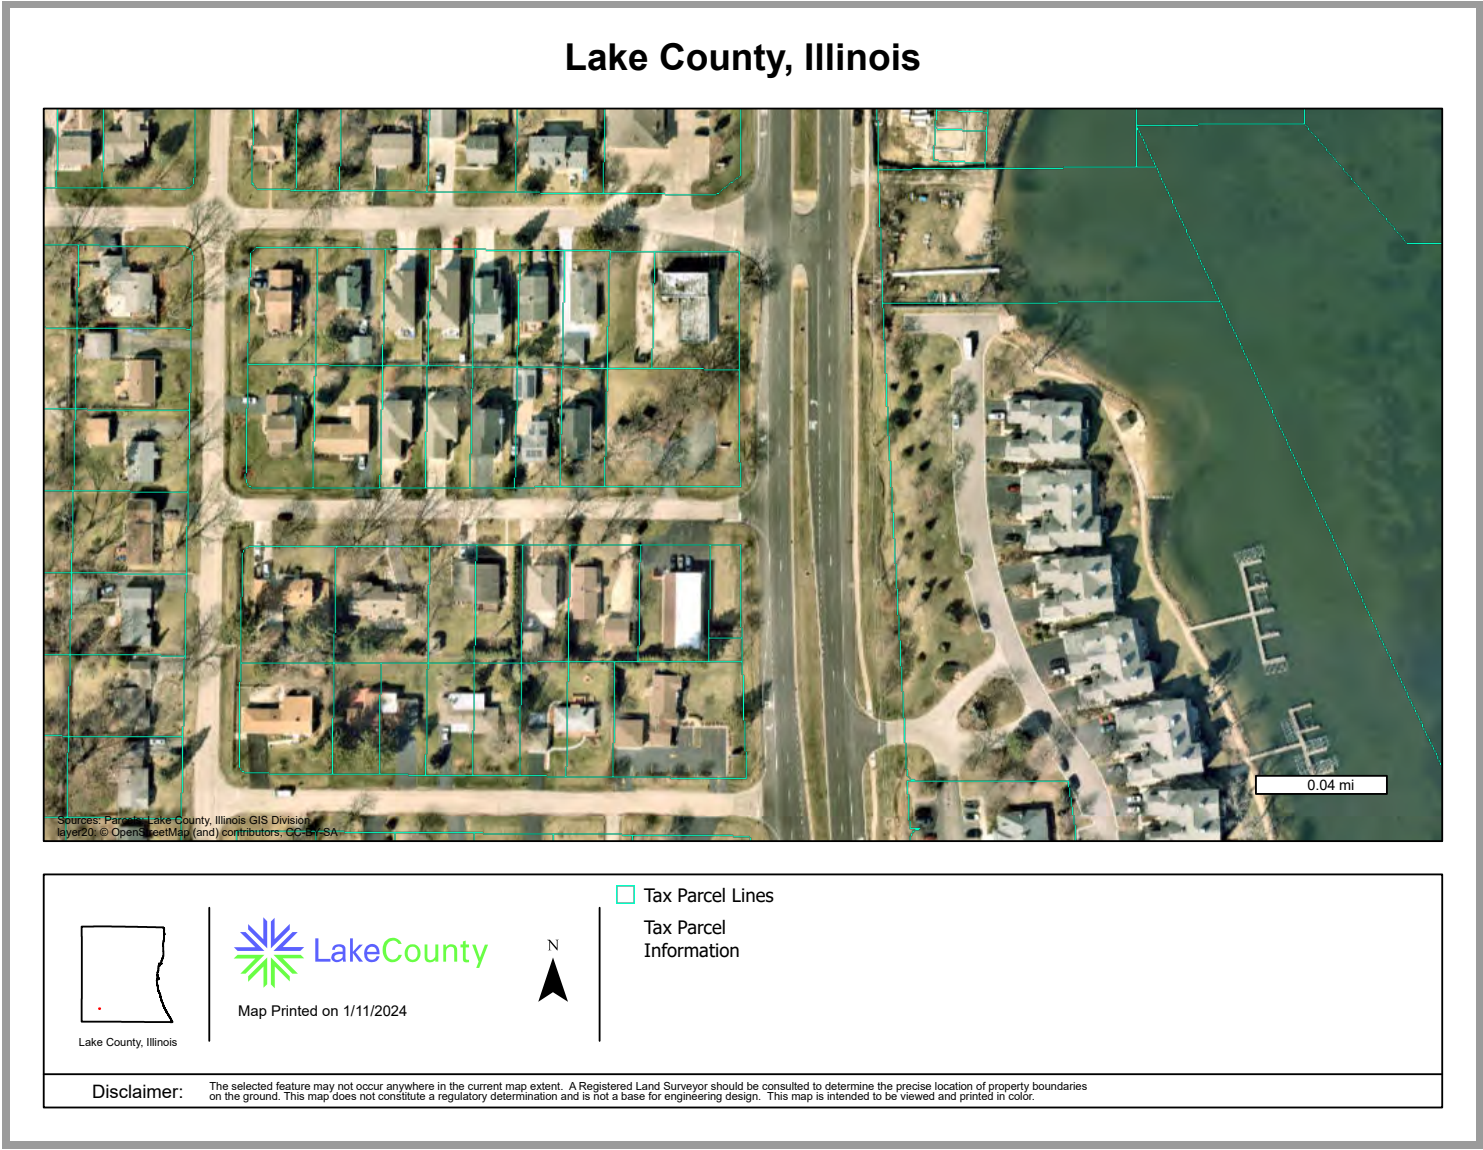 Lake County, Illinois
0.04 mi
Sources: Parcels: Lake County, Illinois GIS Division
layer20: © OpenStreetMap (and) contributors, CC-BY-SA
Tax Parcel Lines
Tax Parcel
Information
LakeCounty
N
Map Printed on 1/11/2024
Lake County, Illinois
Disclaimer:
The selected feature may not occur anywhere in the current map extent. A Registered Land Surveyor should be consulted to determine the precise location of property boundaries
on the ground. This map does not constitute a regulatory determination and is not a base for engineering design. This map is intended to be viewed and printed in color.